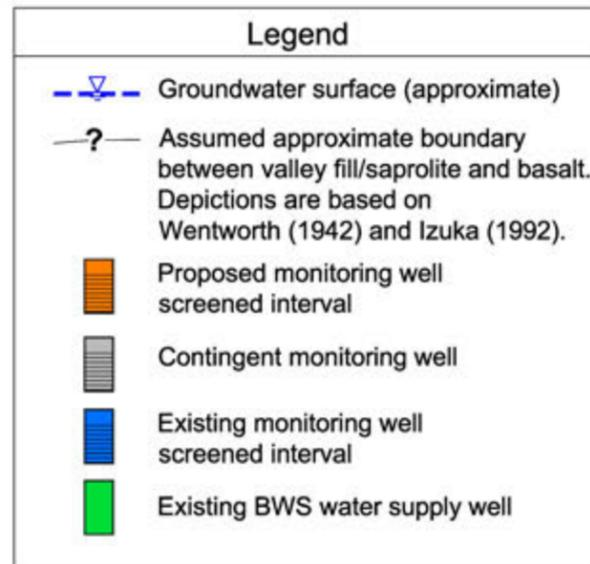 Legend
Groundwater surface (approximate)
?
Assumed approximate boundary
between valley fill/saprolite and basalt.
Depictions are based on
Wentworth (1942) and Izuka (1992).
Proposed monitoring well
screened interval
Contingent monitoring well
Existing monitoring well
screened interval
Existing BWS water supply well